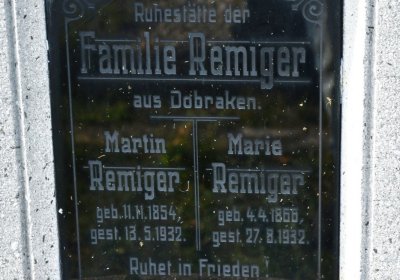 Ruhestätte der
Familie Remiger
aus Dobraken.
Martin Marie
Remiger Remiger
geb. 11.11.1854, geb. 4.4.1866,
gest. 13.5.1932. gest. 27.8.1932.
Ruhet in Frieden!